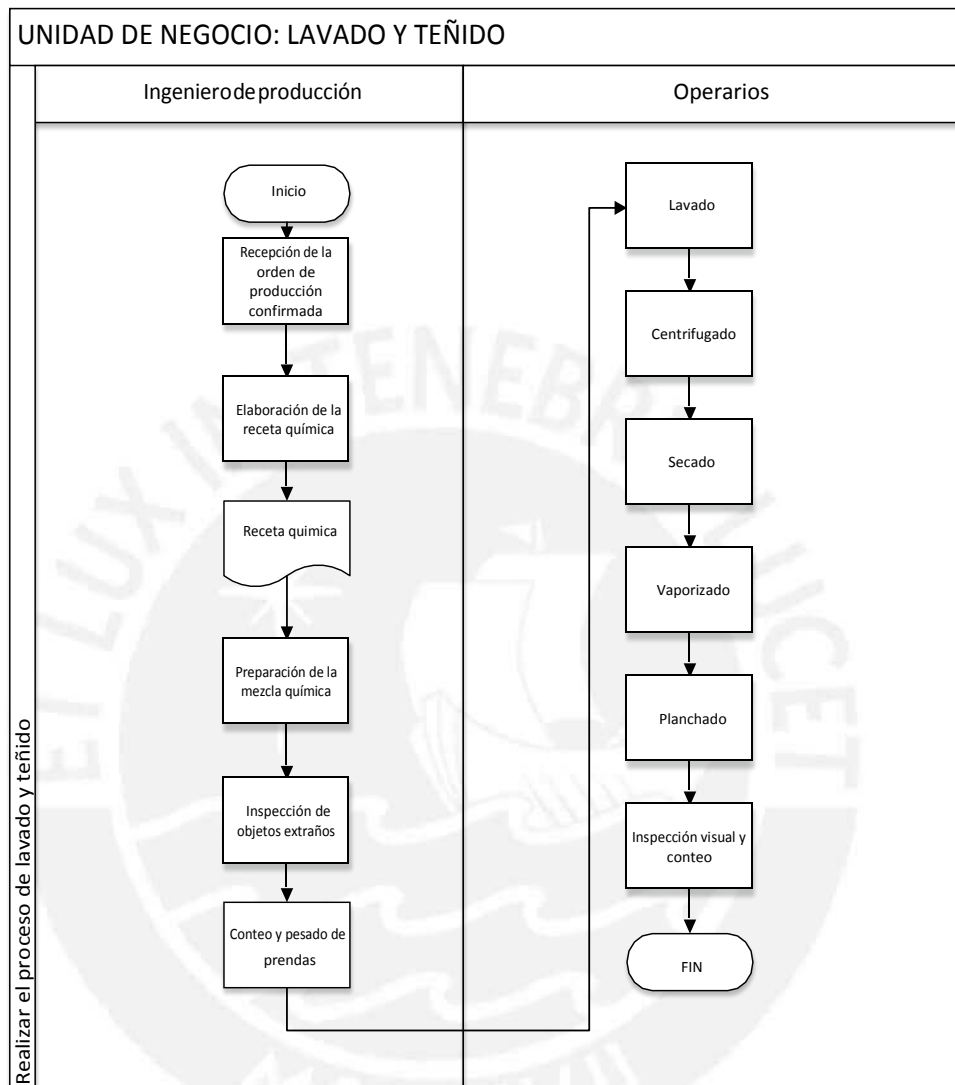 UNIDAD DE NEGOCIO: LAVADO Y TEÑIDO
Realizar el proceso de lavado y teñido
Ingeniero de producción
Inicio
Recepción de la
orden de
producción
confirmada
Elaboración de la
receta química
Receta quimica
Preparación de la
mezcla química
Inspección de
objetos extraños
Conteo y pesado de
prendas
Operarios
Lavado
Centrifugado
Secado
Vaporizado
Planchado
Inspección visual y
conteo
FIN